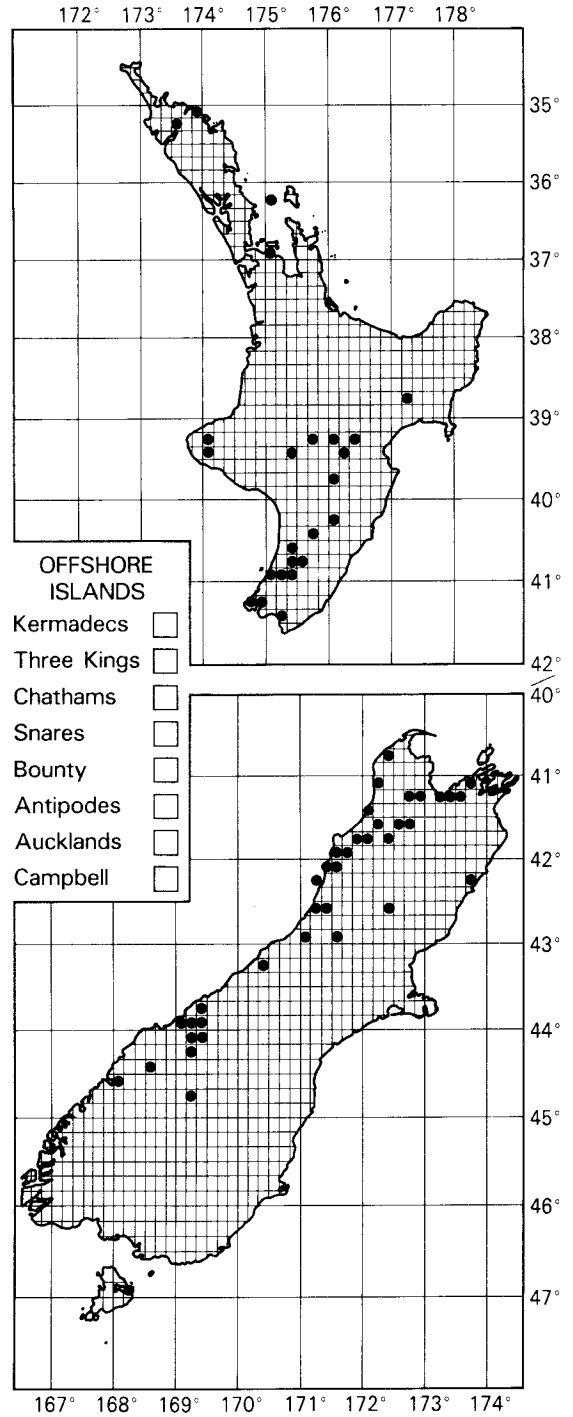 172° 173° 174° 175° 176° 177° 178°
35°
36°
37°
38°
39°
40°
41°
42°
OFFSHORE
ISLANDS
Kermadecs
Three Kings
Chathams
Snares
Bounty
Antipodes
Aucklands
Campbell
40°
41°
42°
43°
44°
45°
46°
47°
167° 168° 169° 170° 171° 172° 173° 174°